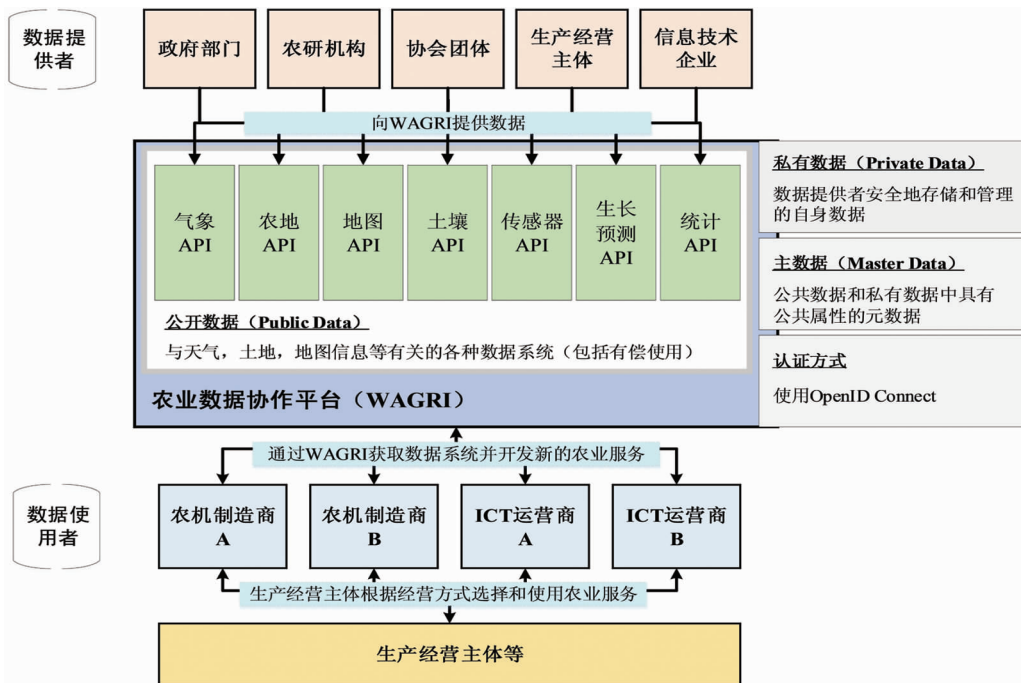 数据提
供者
政府部门
农研机构
协会团体
生产经营
主体
信息技术
企业
向WAGRI提供数据
气象
API
农地
API
地图
API
土壤
API
传感器
API
生长
预测
API
统计
API
公开数据（Public Data）
与天气，土地，地图信息等有关的各种数据系统（包括有偿使用）
农业数据协作平台（WAGRI）
私有数据（Private Data）
数据提供者安全地存储和管理
的自身数据
主数据（Master Data）
公共数据和私有数据中具有
公共属性的元数据
认证方式
使用OpenID Connect
通过WAGRI获取数据系统并开发新的农业服务
数据使
用者
农机制造商
A
农机制造商
B
ICT运营商
A
ICT运营商
B
生产经营主体根据经营方式选择和使用农业服务
生产经营主体等